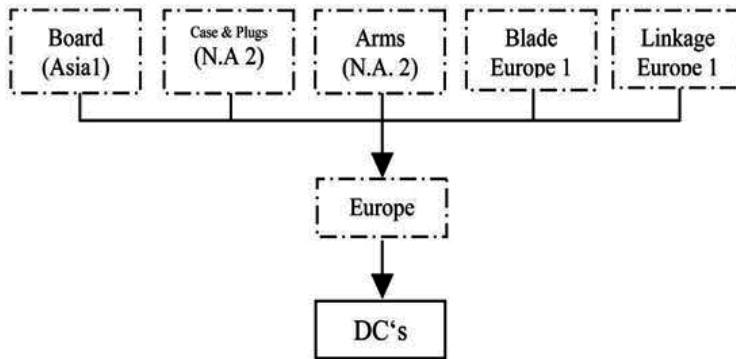 Board
(Asia1)
Case & Plugs
(N.A 2)
Arms
(N.A. 2)
Blade
Europe 1
Linkage
Europe 1
Europe
DC‘s